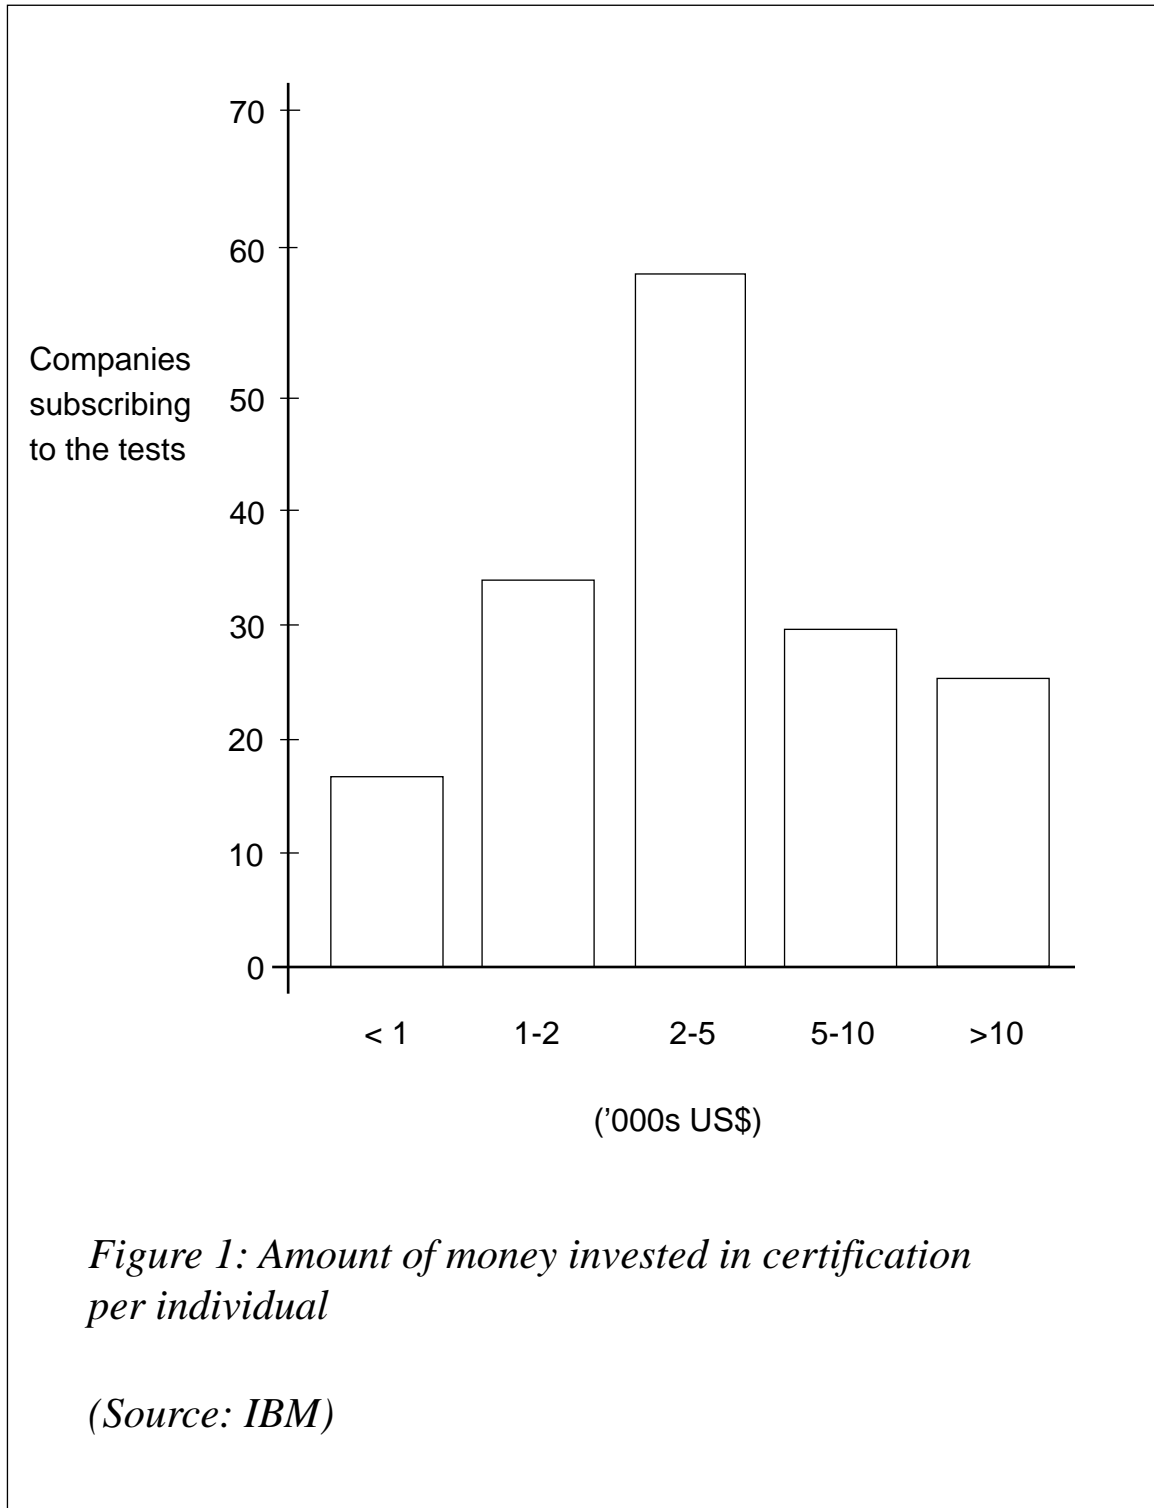 70
60
Companies
subscribing
to the tests
50
40
30
20
10
0
< 1 1-2 2-5 5-10 >10
(’000s US$)
Figure 1: Amount of money invested in certification
per individual
(Source: IBM)